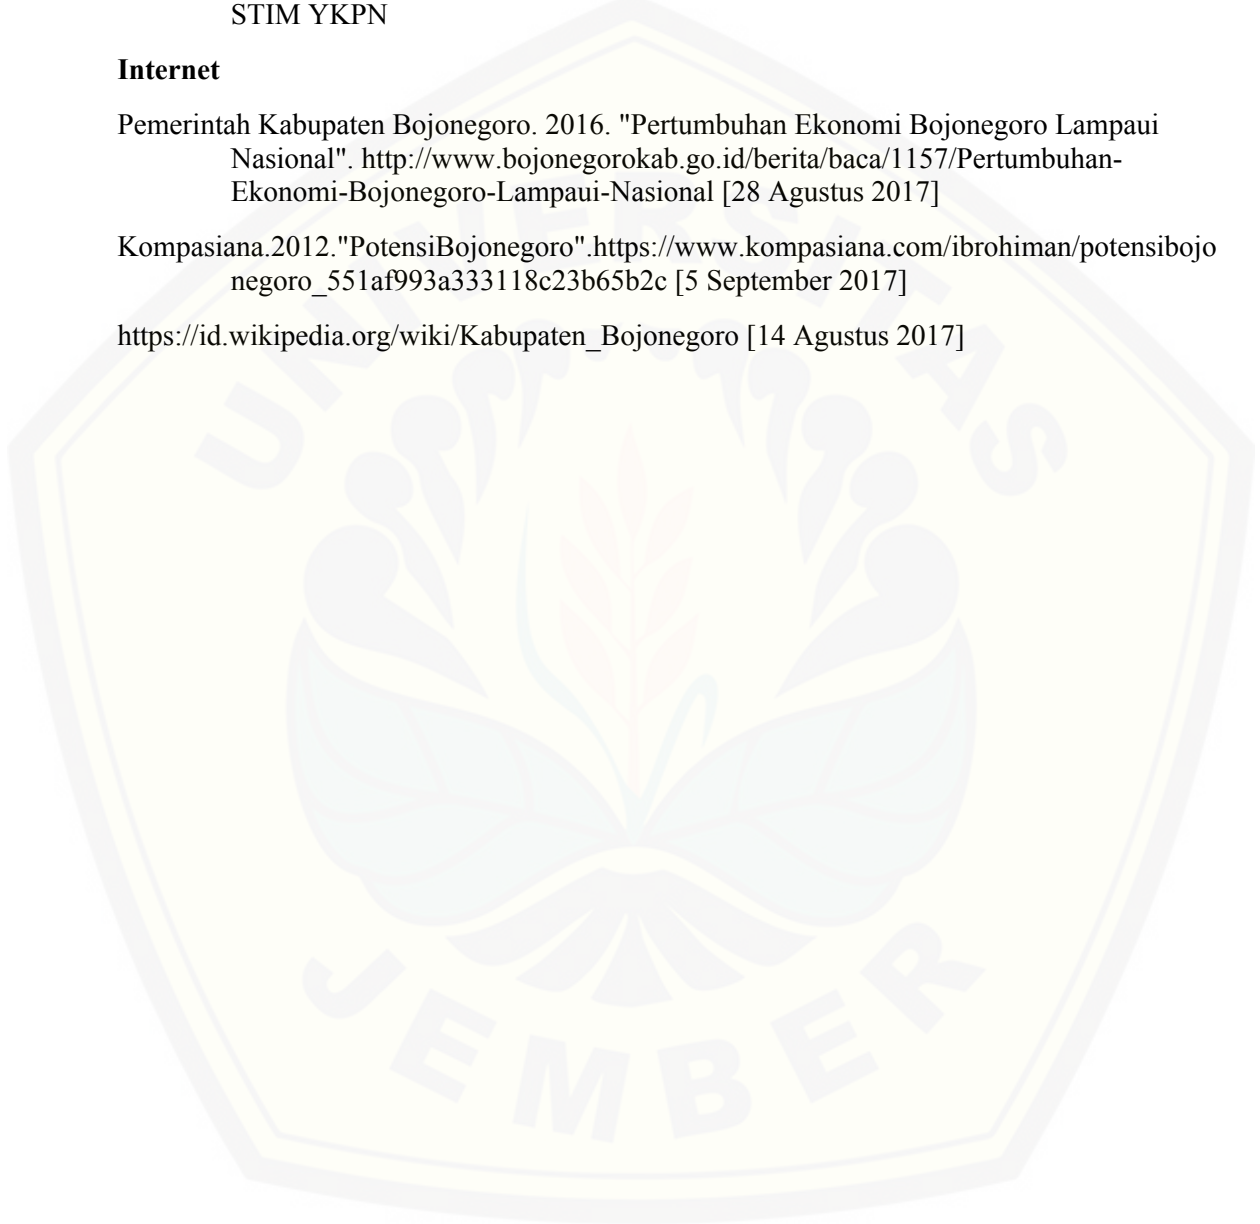 STIM YKPN
Internet
Pemerintah Kabupaten Bojonegoro. 2016. "Pertumbuhan Ekonomi Bojonegoro Lampaui
Nasional". http://www.bojonegorokab.go.id/berita/baca/1157/Pertumbuhan-
Ekonomi-Bojonegoro-Lampaui-Nasional [28 Agustus 2017]
Kompasiana.2012."PotensiBojonegoro".https://www.kompasiana.com/ibrohiman/potensibojo
negoro_551af993a333118c23b65b2c [5 September 2017]
https://id.wikipedia.org/wiki/Kabupaten_Bojonegoro [14 Agustus 2017]
UNIVERSITAS
JEMBER